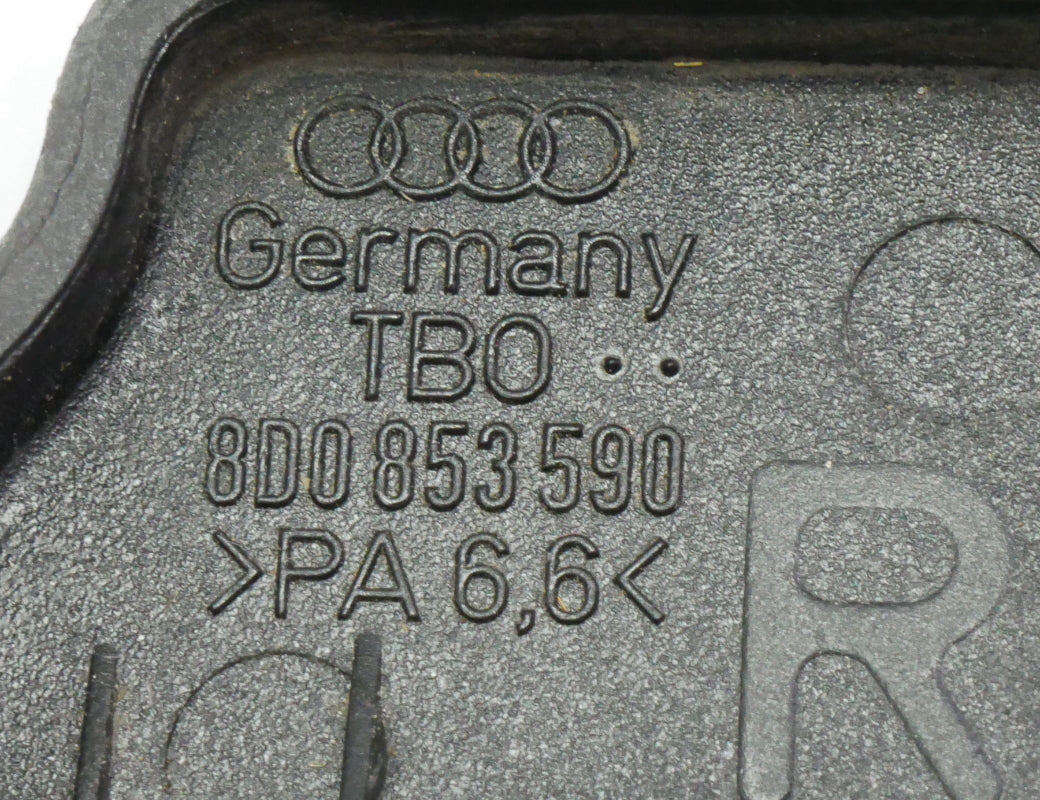 Germany
TBO ..
8D0 853 590
>PA 6,6<
R